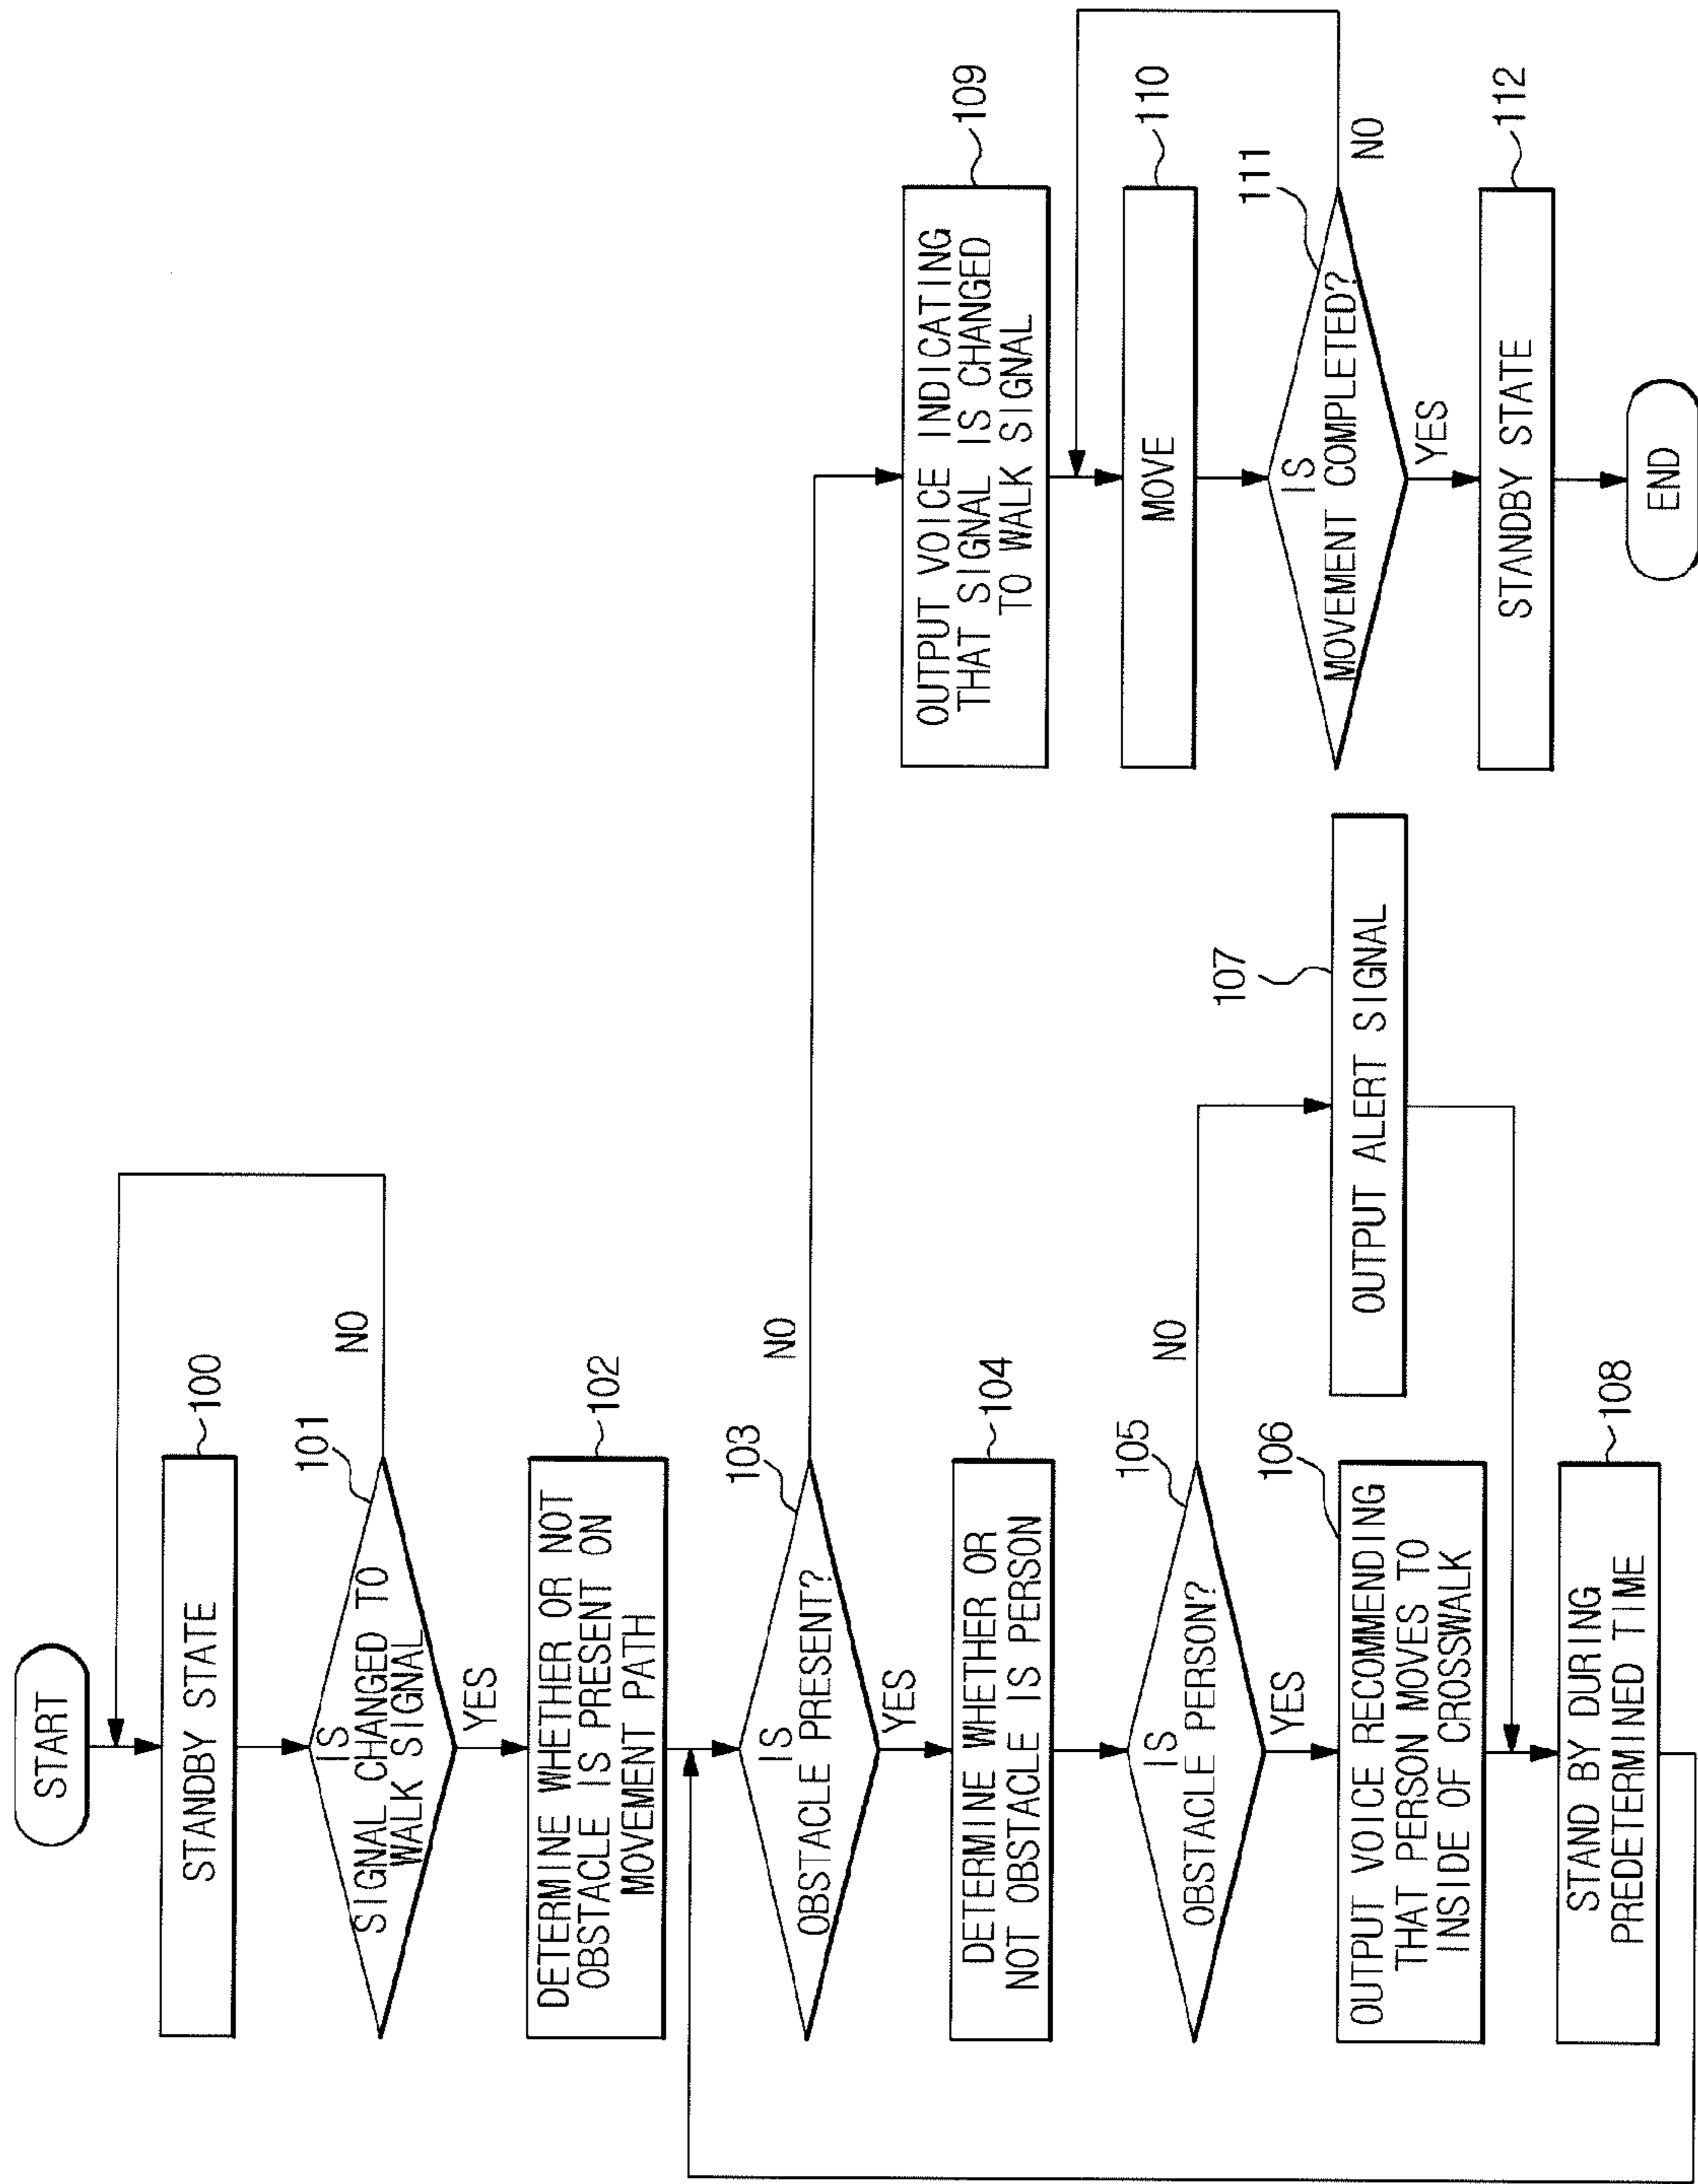 START
STANDBY STATE
100
IS
SIGNAL CHANGED TO
WALK SIGNAL
101
NO
YES
DETERMINE WHETHER OR NOT
OBSTACLE IS PRESENT ON
MOVEMENT PATH
102
IS
OBSTACLE PRESENT?
103
NO
YES
DETERMINE WHETHER OR
NOT OBSTACLE IS PERSON
104
IS
OBSTACLE PERSON?
105
NO
YES
OUTPUT VOICE RECOMMENDING
THAT PERSON MOVES TO
INSIDE OF CROSSWALK
106
OUTPUT ALERT SIGNAL
107
STAND BY DURING
PREDETERMINED TIME
108
OUTPUT VOICE INDICATING
THAT SIGNAL IS CHANGED
TO WALK SIGNAL
109
MOVE
110
IS
MOVEMENT COMPLETED?
111
NO
YES
STANDBY STATE
112
END